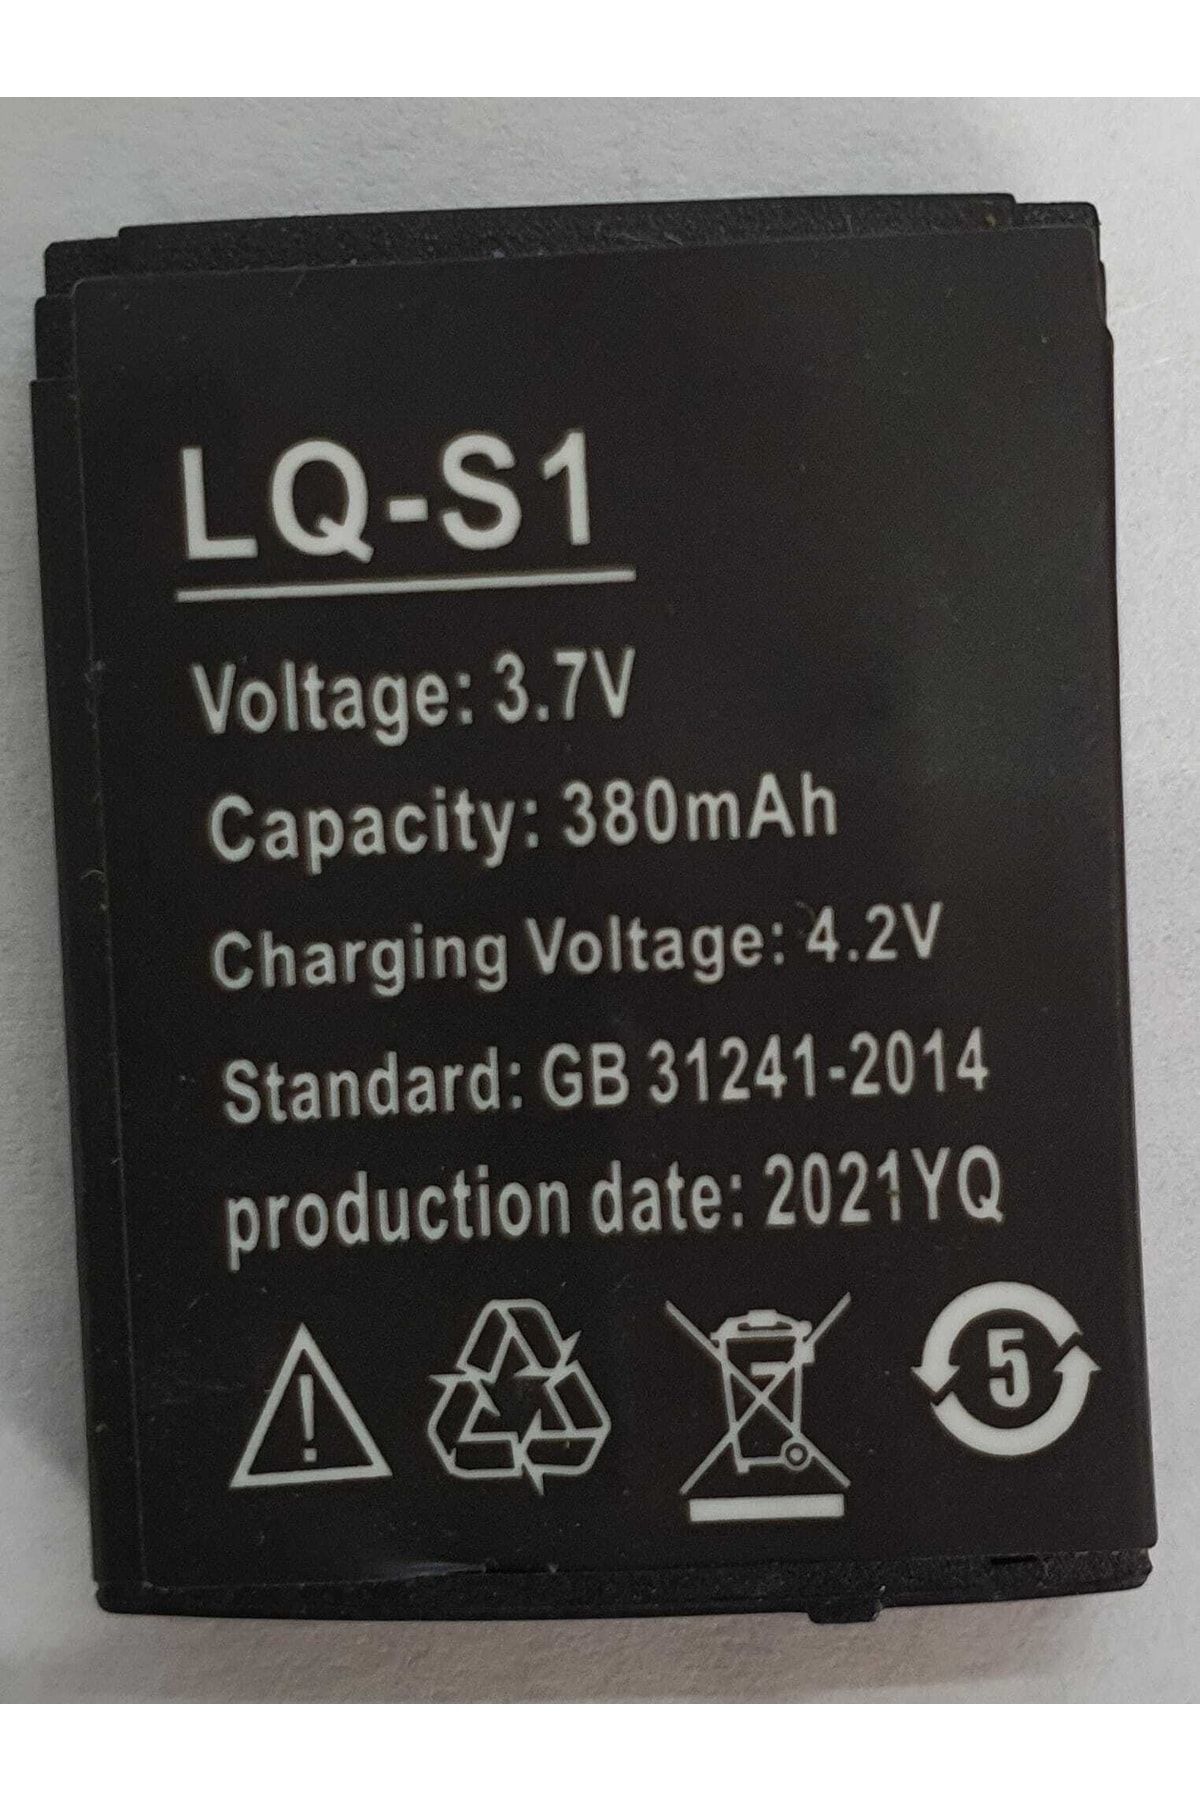 LQ-S1
Voltage: 3.7V
Capacity: 380mAh
Charging Voltage: 4.2V
Standard: GB 31241-2014
production date: 2021YQ
5